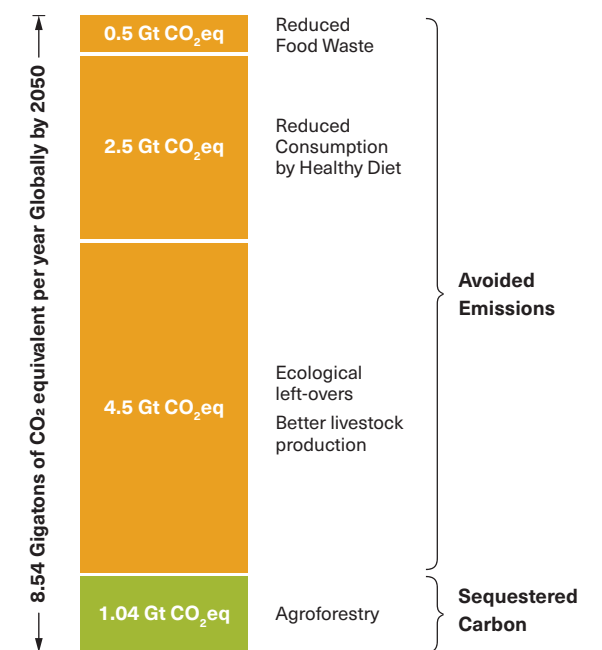 8.54 Gigatons of CO₂ equivalent per year Globally by 2050
0.5 Gt CO₂eq
Reduced
Food Waste
2.5 Gt CO₂eq
Reduced
Consumption
by Healthy Diet
4.5 Gt CO₂eq
Ecological
left-overs
Better livestock
production
Avoided
Emissions
1.04 Gt CO₂eq
Agroforestry
Sequestered
Carbon